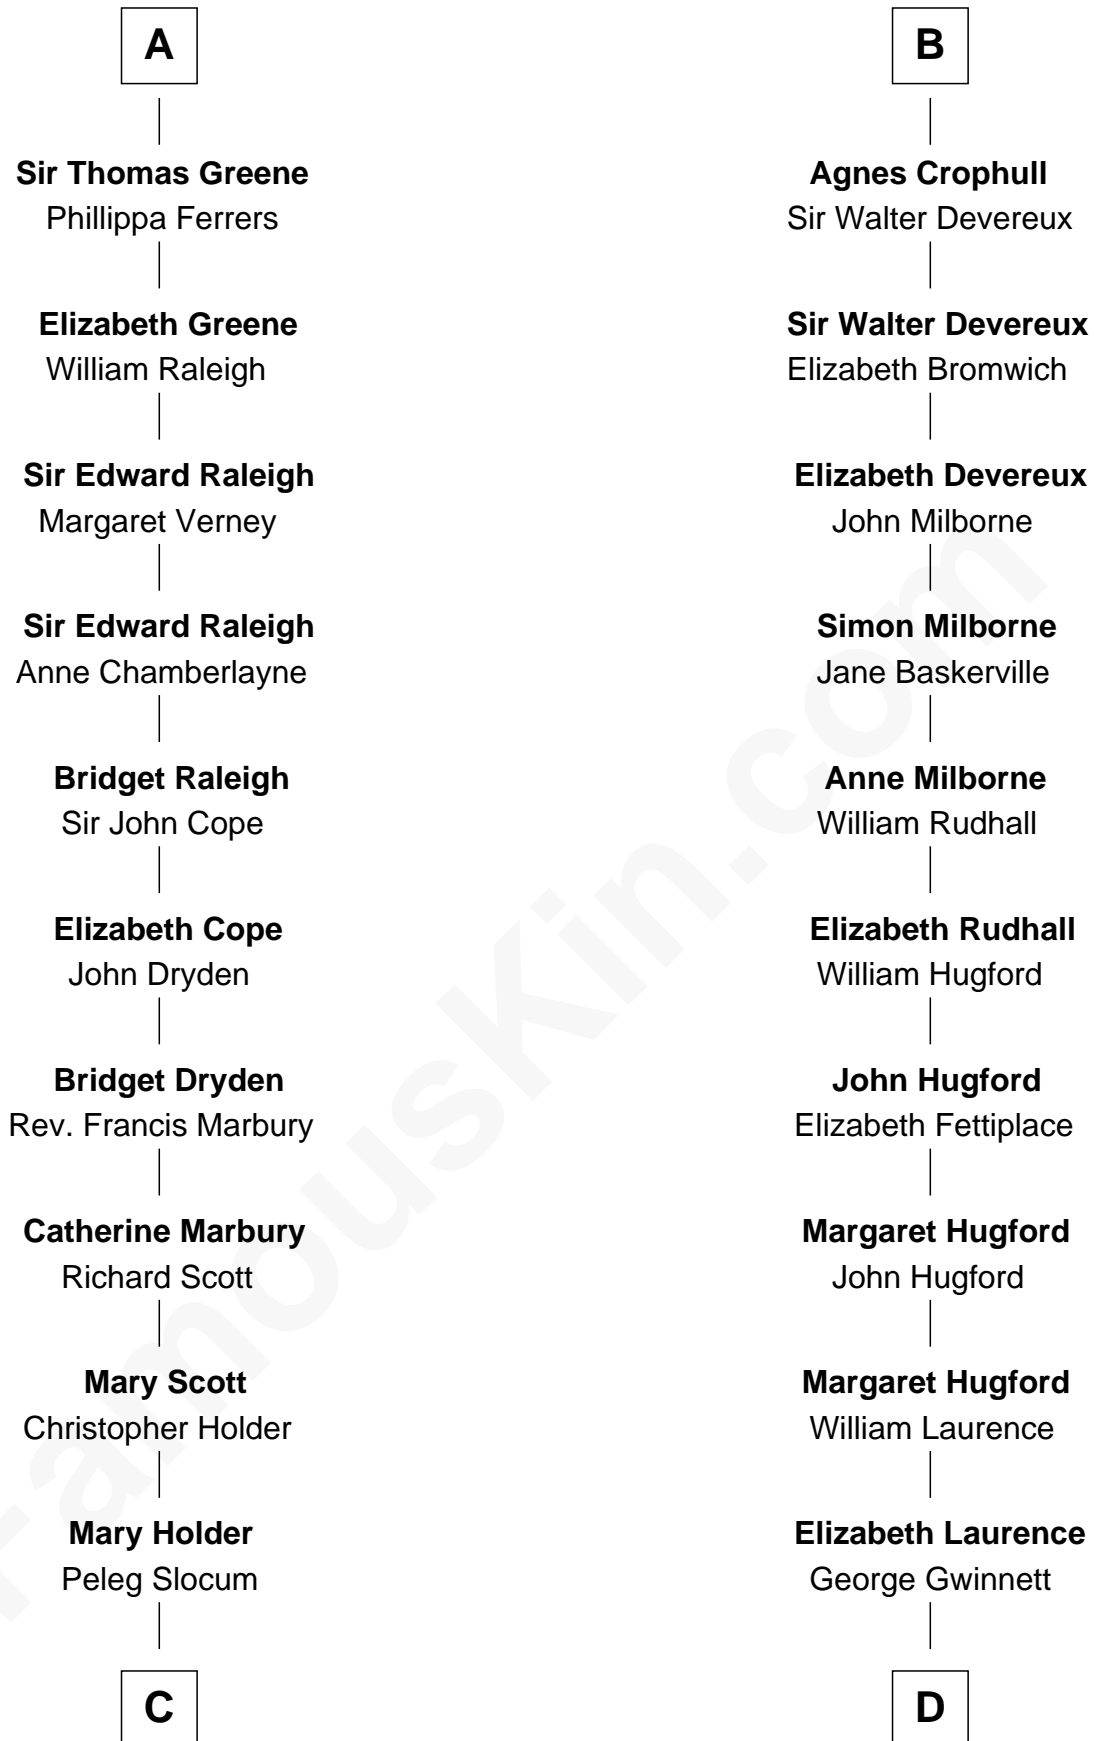 A
Sir Thomas Greene
Phillippa Ferrers
Elizabeth Greene
William Raleigh
Sir Edward Raleigh
Margaret Verney
Sir Edward Raleigh
Anne Chamberlayne
Bridget Raleigh
Sir John Cope
Elizabeth Cope
John Dryden
Bridget Dryden
Rev. Francis Marbury
Catherine Marbury
Richard Scott
Mary Scott
Christopher Holder
Mary Holder
Peleg Slocum
C
B
Agnes Crophull
Sir Walter Devereux
Sir Walter Devereux
Elizabeth Bromwich
Elizabeth Devereux
John Milborne
Simon Milborne
Jane Baskerville
Anne Milborne
William Rudhall
Elizabeth Rudhall
William Hugford
John Hugford
Elizabeth Fettiplace
Margaret Hugford
John Hugford
Margaret Hugford
William Laurence
Elizabeth Laurence
George Gwinnett
D
FamousKin.com